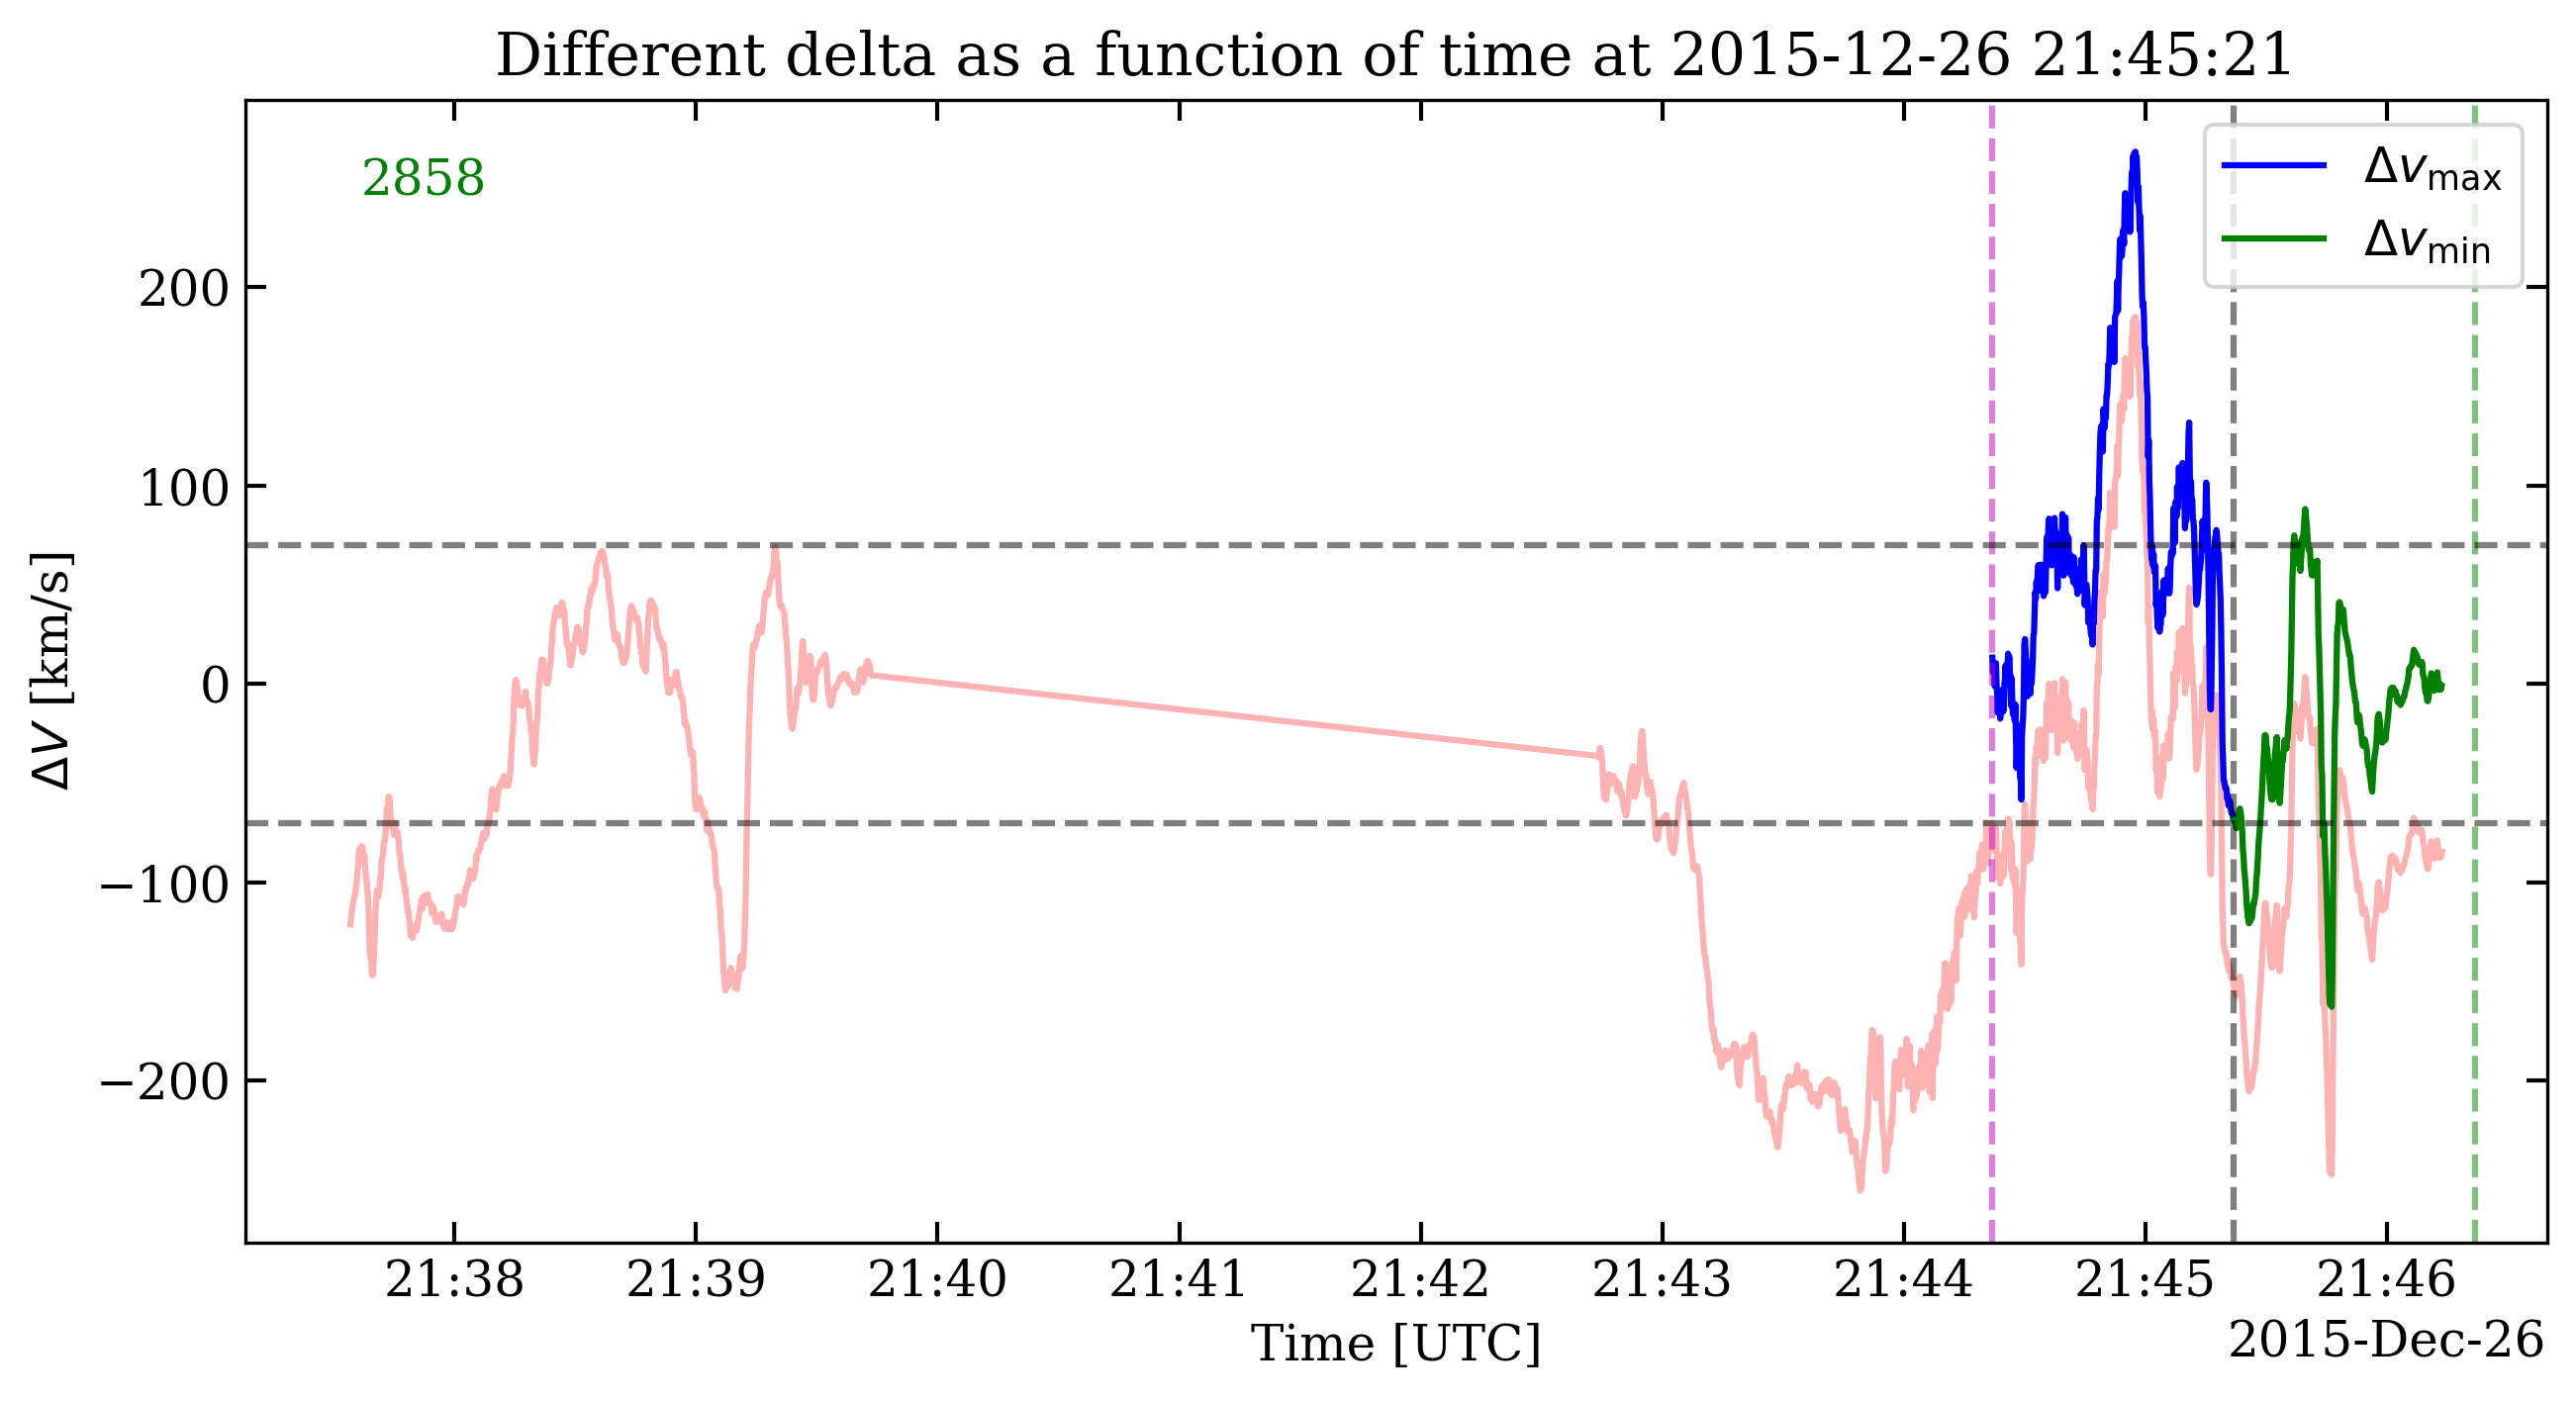 Different delta as a function of time at 2015-12-26 21:45:21
2858
Δv_max
Δv_min
200
100
0
−100
−200
ΔV [km/s]
21:38 21:39 21:40 21:41 21:42 21:43 21:44 21:45 21:46
Time [UTC]
2015-Dec-26